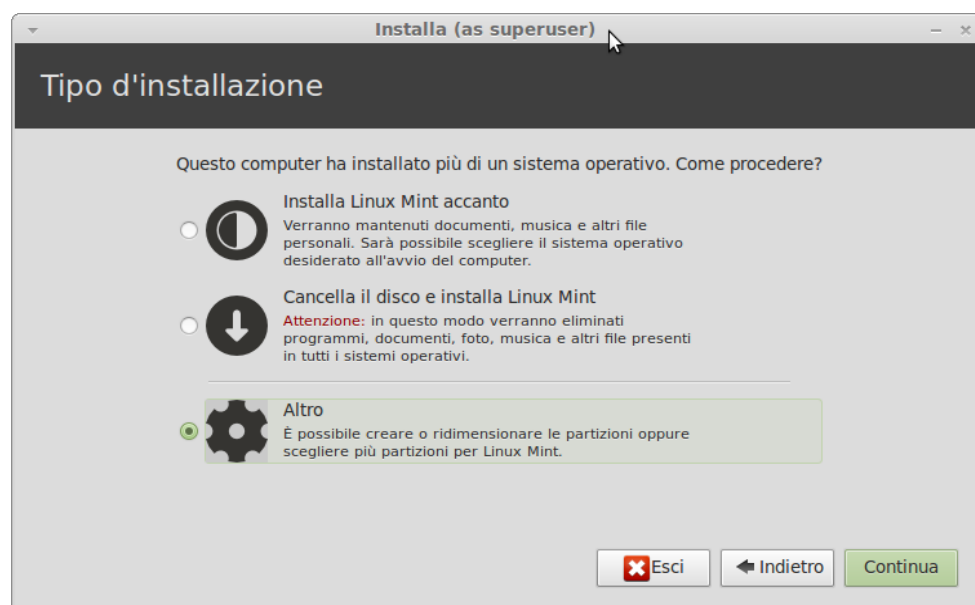 Installa (as superuser)
Tipo d'installazione
Questo computer ha installato più di un sistema operativo. Come procedere?
Installa Linux Mint accanto
Verranno mantenuti documenti, musica e altri file
personali. Sarà possibile scegliere il sistema operativo
desiderato all'avvio del computer.
Cancella il disco e installa Linux Mint
Attenzione: in questo modo verranno eliminati
programmi, documenti, foto, musica e altri file presenti
in tutti i sistemi operativi.
Altro
È possibile creare o ridimensionare le partizioni oppure
scegliere più partizioni per Linux Mint.
Esci Indietro Continua